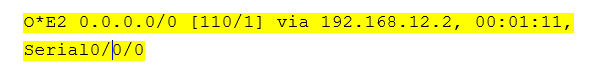 O*E2 0.0.0.0/0 [110/1] via 192.168.12.2, 00:01:11,
Serial0/0/0